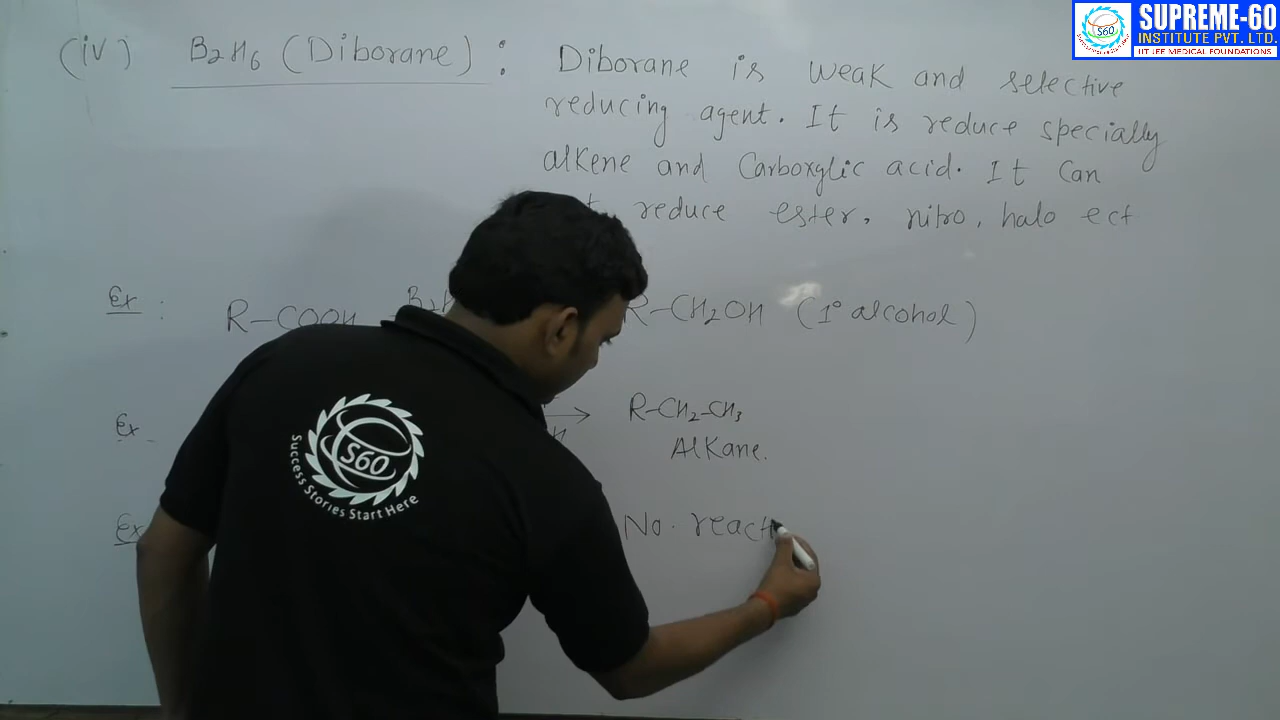 SUPREME-60
INSTITUTE PVT. LTD.
IIT JEE MEDICAL FOUNDATIONS
S60
(iv) B₂H₆ (Diborane) : Diborane is weak and selective
reducing agent. It is reduce specially
alkene and Carboxylic acid. It Can
reduce ester, nitro, halo ect
Ex : R-COOH R-CH₂OH (1° alcohol)
Ex R-CH₂-CH₃
Alkane.
Ex No. react
S60
Success Stories Start Here